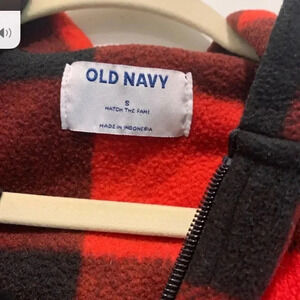 OLD NAVY
S
MATCH THE FAM!
MADE IN INDONESIA